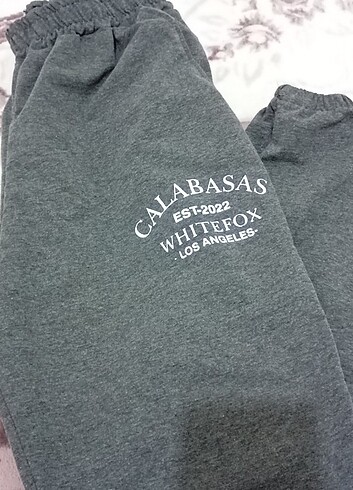 CALABASAS
EST-2022
WHITEFOX
- LOS ANGELES-